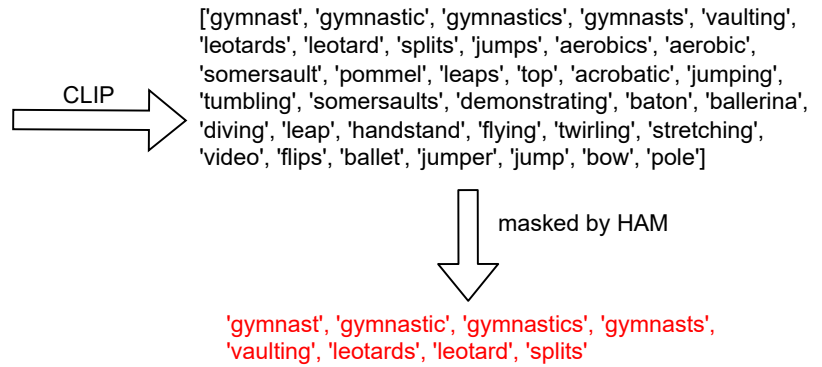 ['gymnast', 'gymnastic', 'gymnastics', 'gymnasts', 'vaulting',
'leotards', 'leotard', 'splits', 'jumps', 'aerobics', 'aerobic',
'somersault', 'pommel', 'leaps', 'top', 'acrobatic', 'jumping',
CLIP
'tumbling', 'somersaults', 'demonstrating', 'baton', 'ballerina',
'diving', 'leap', 'handstand', 'flying', 'twirling', 'stretching',
'video', 'flips', 'ballet', 'jumper', 'jump', 'bow', 'pole']
masked by HAM
'gymnast', 'gymnastic', 'gymnastics', 'gymnasts',
'vaulting', 'leotards', 'leotard', 'splits'